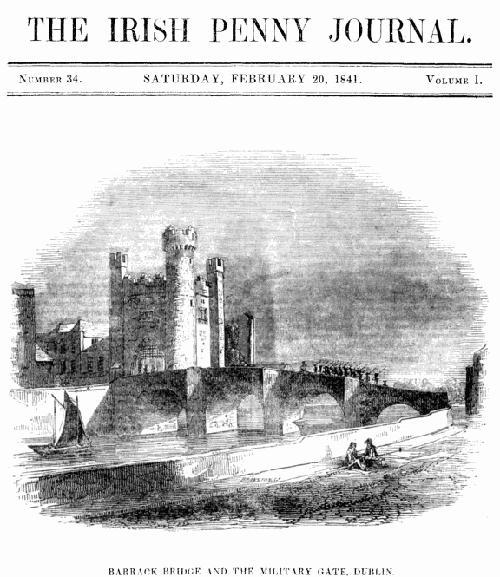 THE IRISH PENNY JOURNAL.
NUMBER 34. SATURDAY, FEBRUARY 20, 1841. VOLUME I.
BARRACK BRIDGE AND THE MILITARY GATE, DUBLIN.